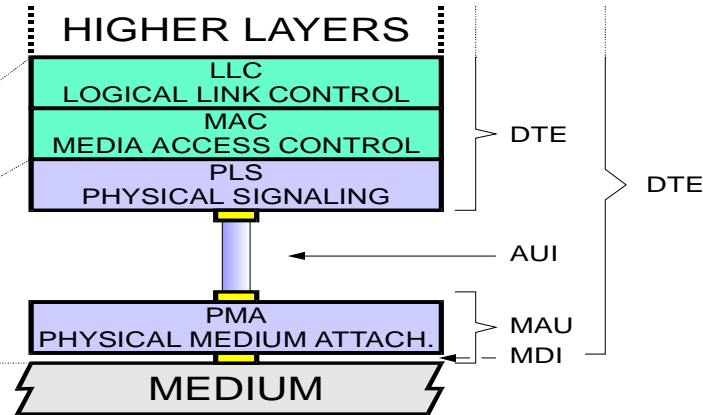 HIGHER LAYERS
LLC
LOGICAL LINK CONTROL
MAC
MEDIA ACCESS CONTROL
DTE
PLS
PHYSICAL SIGNALING
DTE
AUI
PMA
PHYSICAL MEDIUM ATTACH.
MAU
MDI
MEDIUM